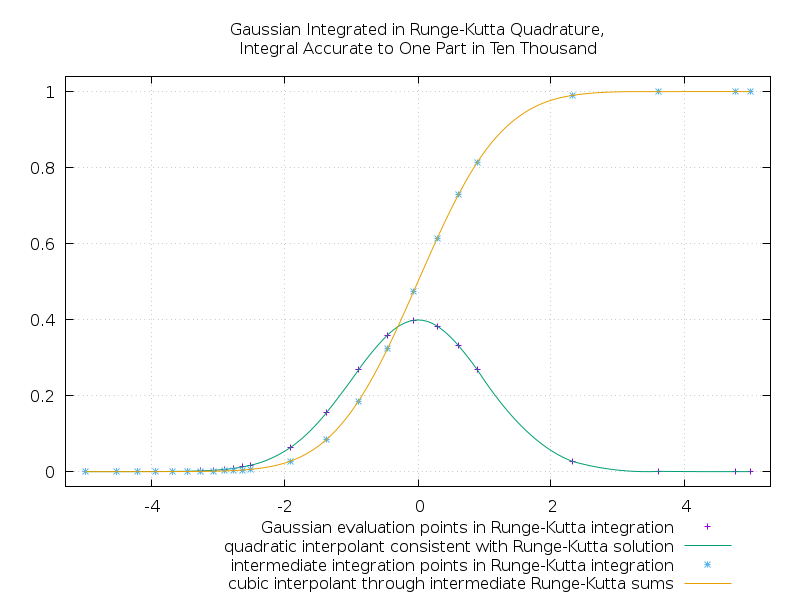 Gaussian Integrated in Runge-Kutta Quadrature,
Integral Accurate to One Part in Ten Thousand
1
0.8
0.6
0.4
0.2
0
-4 -2 0 2 4
Gaussian evaluation points in Runge-Kutta integration
quadratic interpolant consistent with Runge-Kutta solution
intermediate integration points in Runge-Kutta integration
cubic interpolant through intermediate Runge-Kutta sums